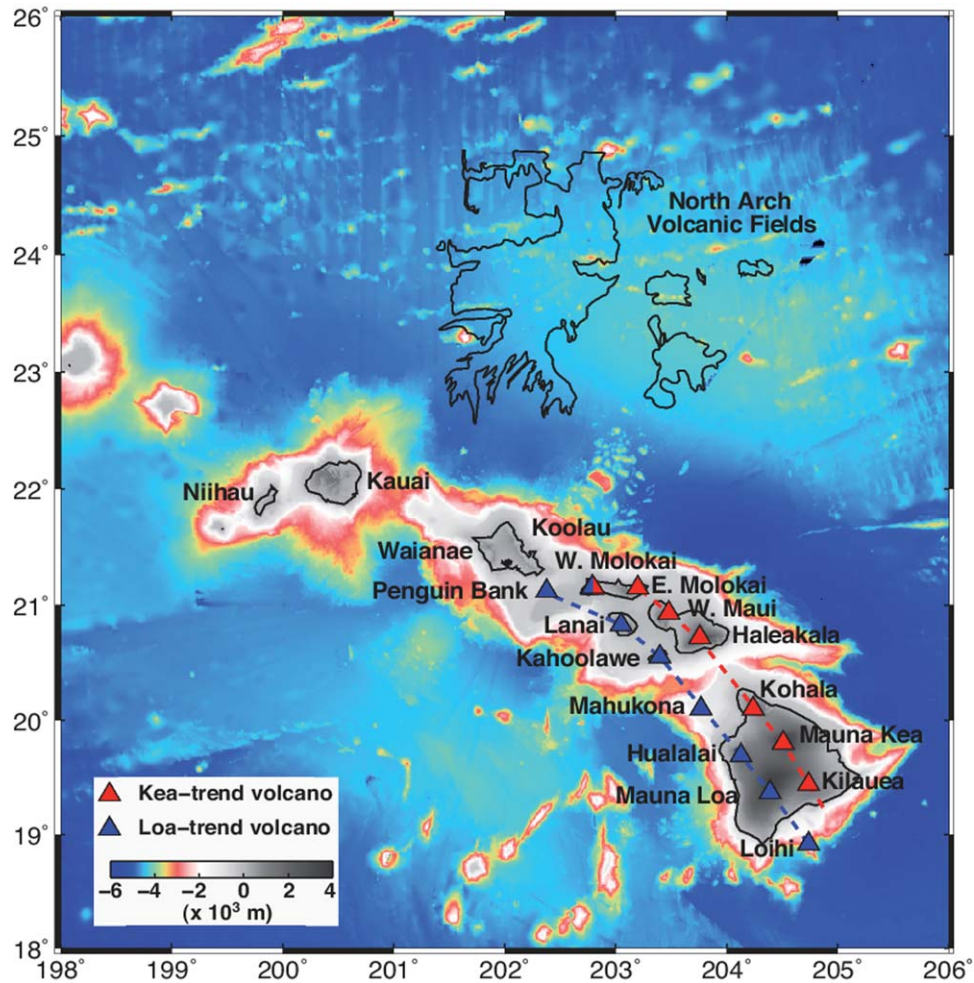 26°
25°
24°
23°
22°
21°
20°
19°
18°
North Arch
Volcanic Fields
Niihau
Kauai
Koolau
Waianae
W. Molokai
Penguin Bank
E. Molokai
W. Maui
Lanai
Haleakala
Kahoolawe
Kohala
Mahukona
Mauna Kea
Hualalai
Kilauea
Mauna Loa
Loihi
Kea–trend volcano
Loa–trend volcano
−6 −4 −2 0 2 4
(x 10³ m)
198° 199° 200° 201° 202° 203° 204° 205° 206°